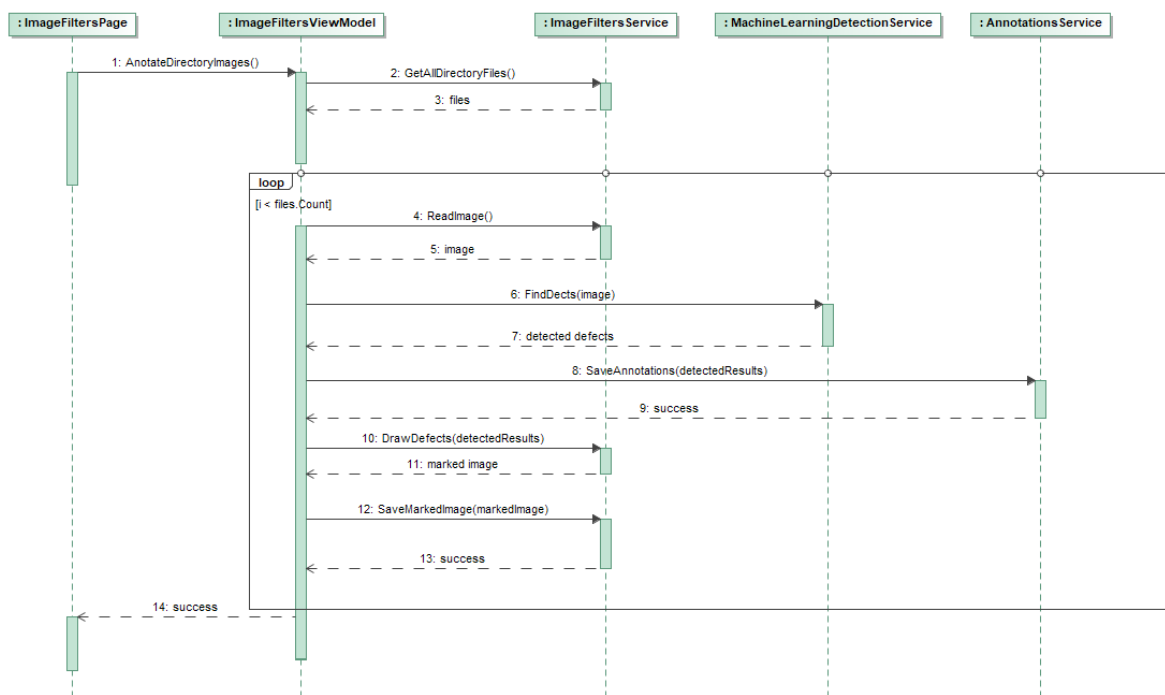 : ImageFiltersPage
: ImageFiltersViewModel
: ImageFiltersService
: MachineLearningDetectionService
: AnnotationsService
1: AnotateDirectoryImages()
2: GetAllDirectoryFiles()
3: files
loop
[i < files.Count]
4: ReadImage()
5: image
6: FindDects(image)
7: detected defects
8: SaveAnnotations(detectedResults)
9: success
10: DrawDefects(detectedResults)
11: marked image
12: SaveMarkedImage(markedImage)
13: success
14: success